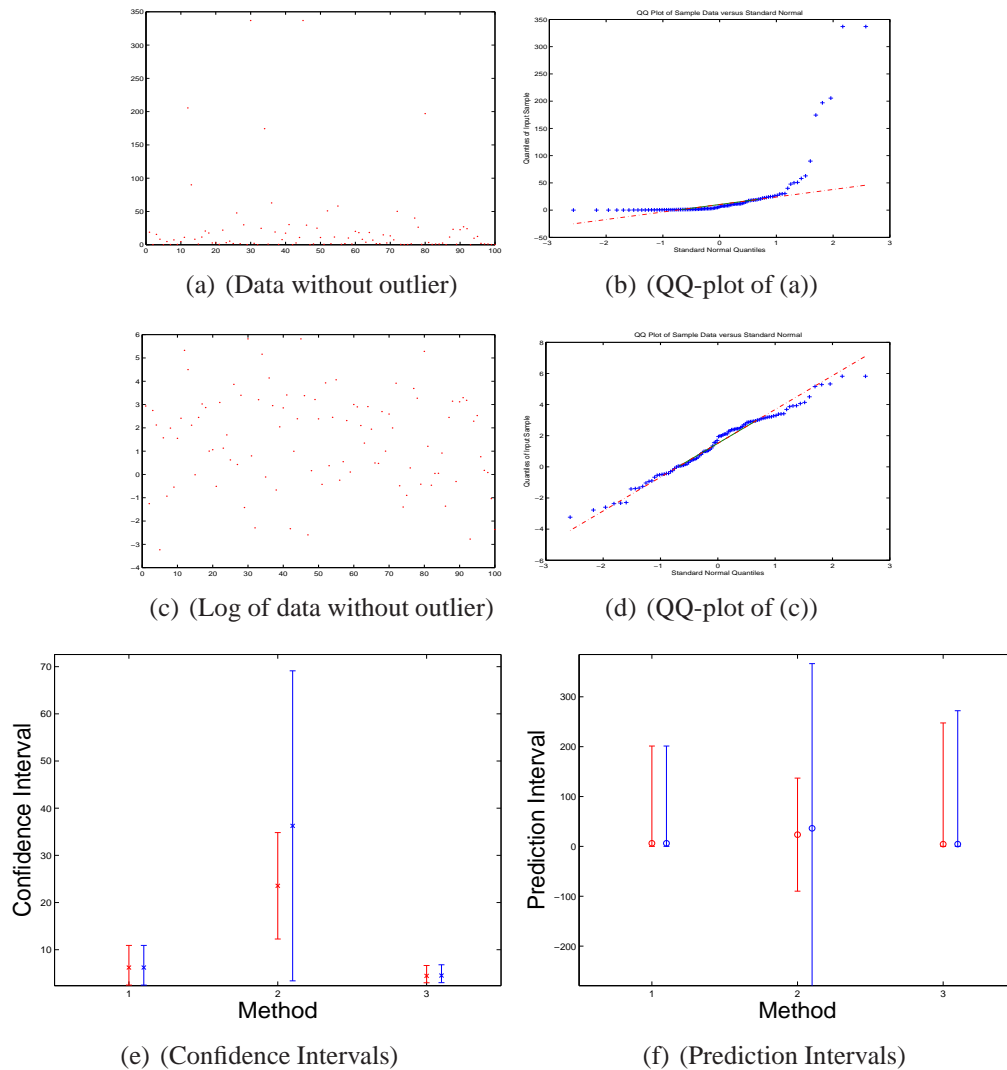 350
300
250
200
150
100
50
0
0 10 20 30 40 50 60 70 80 90 100
(a) (Data without outlier)
QQ Plot of Sample Data versus Standard Normal
Quantiles of Input Sample
350
300
250
200
150
100
50
0
−50
−3 −2 −1 0 1 2 3
Standard Normal Quantiles
(b) (QQ-plot of (a))
6
5
4
3
2
1
0
−1
−2
−3
−4
0 10 20 30 40 50 60 70 80 90 100
(c) (Log of data without outlier)
QQ Plot of Sample Data versus Standard Normal
Quantiles of Input Sample
8
6
4
2
0
−2
−4
−6
−3 −2 −1 0 1 2 3
Standard Normal Quantiles
(d) (QQ-plot of (c))
Confidence Interval
70
60
50
40
30
20
10
1 2 3
Method
(e) (Confidence Intervals)
Prediction Interval
300
200
100
0
−100
−200
1 2 3
Method
(f) (Prediction Intervals)